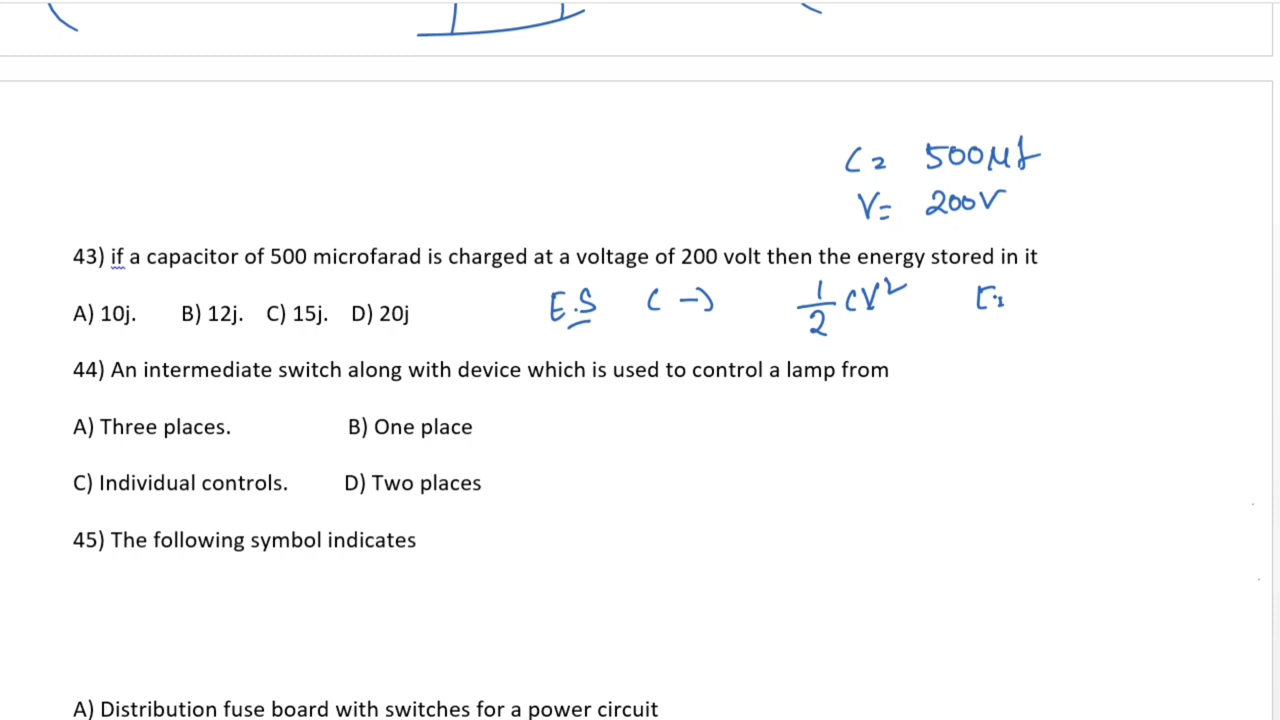 C= 500μf
V= 200V
43) if a capacitor of 500 microfarad is charged at a voltage of 200 volt then the energy stored in it
A) 10j. B) 12j. C) 15j. D) 20j E.S (→) 1/2 CV²
44) An intermediate switch along with device which is used to control a lamp from
A) Three places. B) One place
C) Individual controls. D) Two places
45) The following symbol indicates
A) Distribution fuse board with switches for a power circuit